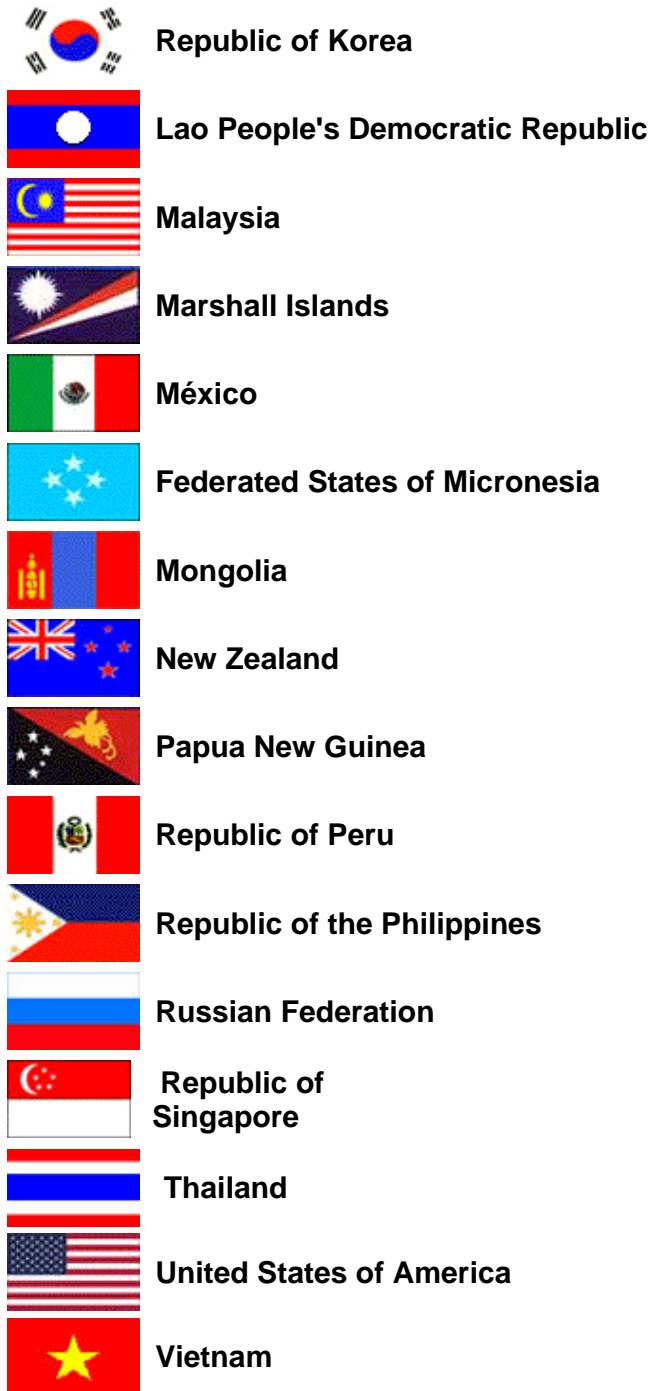 Republic of Korea
Lao People's Democratic Republic
Malaysia
Marshall Islands
México
Federated States of Micronesia
Mongolia
New Zealand
Papua New Guinea
Republic of Peru
Republic of the Philippines
Russian Federation
Republic of
Singapore
Thailand
United States of America
Vietnam